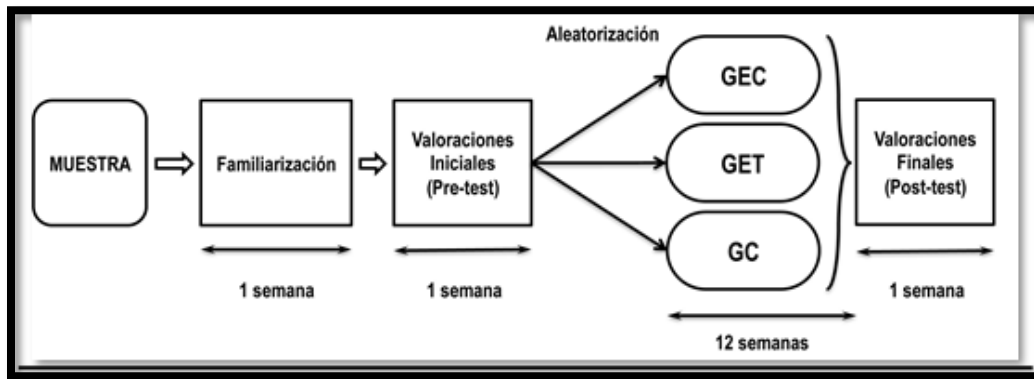 MUESTRA
Familiarización
1 semana
Valoraciones
Iniciales
(Pre-test)
1 semana
Aleatorización
GEC
GET
GC
12 semanas
Valoraciones
Finales
(Post-test)
1 semana